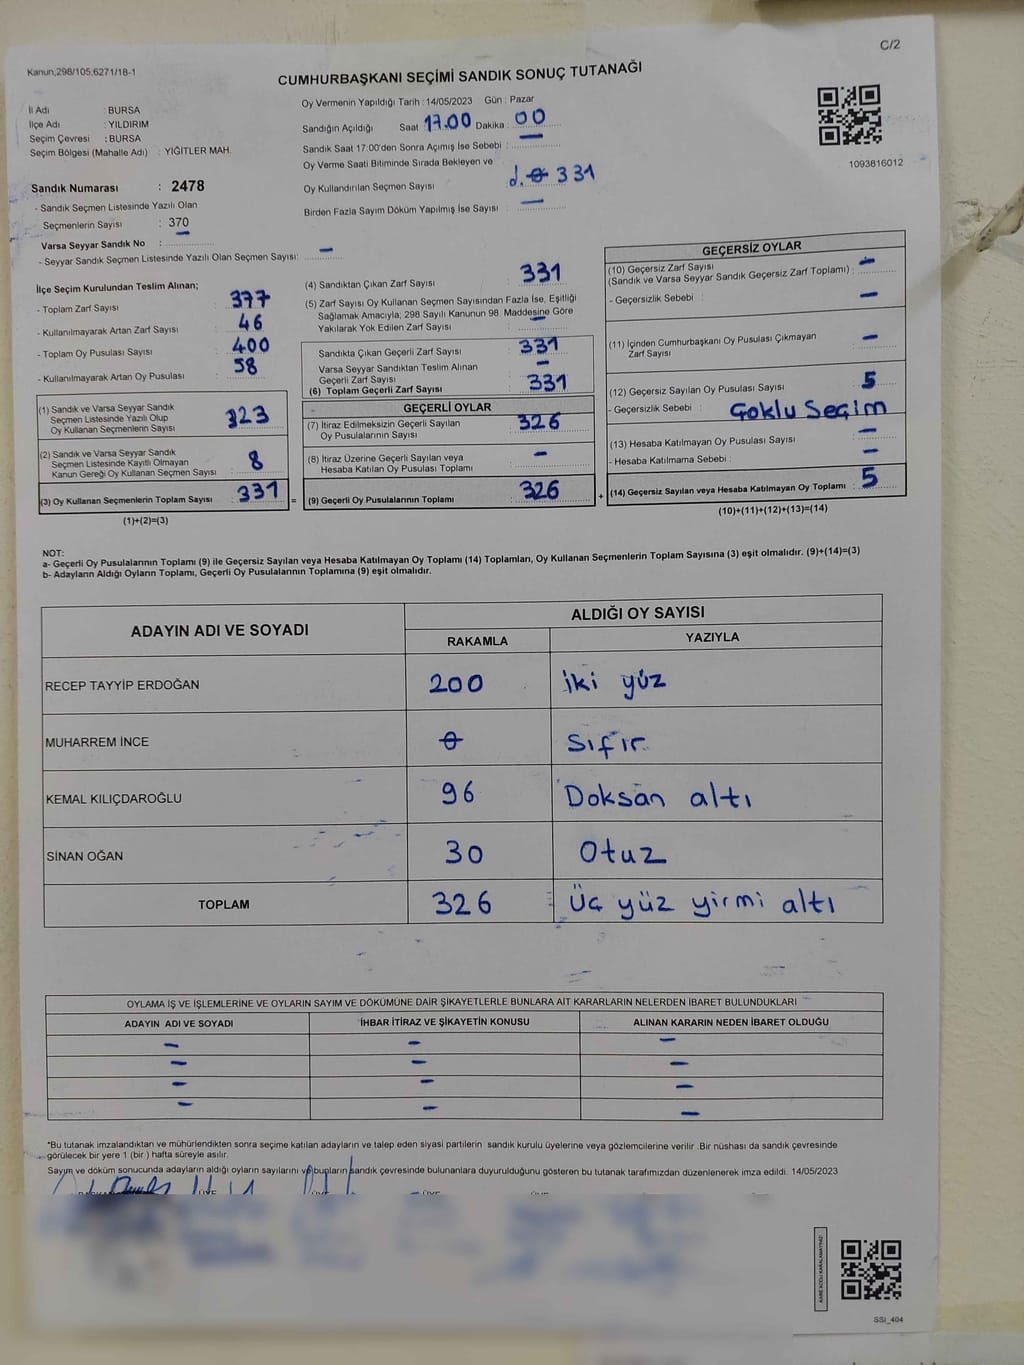 C/2
Kanun,298/105,6271/18-1
CUMHURBAŞKANI SEÇİMİ SANDIK SONUÇ TUTANAĞI
İl Adı : BURSA
İlçe Adı : YILDIRIM
Seçim Çevresi : BURSA
Seçim Bölgesi (Mahalle Adı) : YİĞİTLER MAH.
Sandık Numarası : 2478
- Sandık Seçmen Listesinde Yazılı Olan
Seçmenlerin Sayısı : 370
Varsa Seyyar Sandık No : –
- Seyyar Sandık Seçmen Listesinde Yazılı Olan Seçmen Sayısı: –
Oy Vermenin Yapıldığı Tarih : 14/05/2023 Gün : Pazar
Sandığın Açıldığı Saat 17.00 Dakika : 00
Sandık Saat 17:00'den Sonra Açımış İse Sebebi : –
Oy Verme Saati Bitiminde Sırada Bekleyen ve
Oy Kullandırılan Seçmen Sayısı 331
Birden Fazla Sayım Döküm Yapılmış İse Sayısı : –
1093816012
İlçe Seçim Kurulundan Teslim Alınan;
- Toplam Zarf Sayısı : 377
- Kullanılmayarak Artan Zarf Sayısı : 46
- Toplam Oy Pusulası Sayısı : 400
- Kullanılmayarak Artan Oy Pusulası : 58
(1) Sandık ve Varsa Seyyar Sandık
Seçmen Listesinde Yazılı Olup
Oy Kullanan Seçmenlerin Sayısı : 323
(2) Sandık ve Varsa Seyyar Sandık
Seçmen Listesinde Kayıtlı Olmayan
Kanun Gereği Oy Kullanan Seçmen Sayısı : 8
(3) Oy Kullanan Seçmenlerin Toplam Sayısı : 331 =
(1)+(2)=(3)
(4) Sandıktan Çıkan Zarf Sayısı : 331
(5) Zarf Sayısı Oy Kullanan Seçmen Sayısından Fazla İse, Eşitliği
Sağlamak Amacıyla; 298 Sayılı Kanunun 98. Maddesine Göre
Yakılarak Yok Edilen Zarf Sayısı : –
Sandıkta Çıkan Geçerli Zarf Sayısı : 331
Varsa Seyyar Sandıktan Teslim Alınan
Geçerli Zarf Sayısı : –
(6) Toplam Geçerli Zarf Sayısı : 331
GEÇERLİ OYLAR
(7) İtiraz Edilmeksizin Geçerli Sayılan
Oy Pusulalarının Sayısı : 326
(8) İtiraz Üzerine Geçerli Sayılan veya
Hesaba Katılan Oy Pusulası Toplamı : –
(9) Geçerli Oy Pusulalarının Toplamı : 326 +
GEÇERSİZ OYLAR
(10) Geçersiz Zarf Sayısı
(Sandık ve Varsa Seyyar Sandık Geçersiz Zarf Toplamı) : –
- Geçersizlik Sebebi : –
(11) İçinden Cumhurbaşkanı Oy Pusulası Çıkmayan
Zarf Sayısı : –
(12) Geçersiz Sayılan Oy Pusulası Sayısı : 5
- Geçersizlik Sebebi : Çoklu Seçim
(13) Hesaba Katılmayan Oy Pusulası Sayısı : –
- Hesaba Katılmama Sebebi : –
(14) Geçersiz Sayılan veya Hesaba Katılmayan Oy Toplamı : 5
(10)+(11)+(12)+(13)=(14)
NOT:
a- Geçerli Oy Pusulalarının Toplamı (9) ile Geçersiz Sayılan veya Hesaba Katılmayan Oy Toplamı (14) Toplamları, Oy Kullanan Seçmenlerin Toplam Sayısına (3) eşit olmalıdır. (9)+(14)=(3)
b- Adayların Aldığı Oyların Toplamı, Geçerli Oy Pusulalarının Toplamına (9) eşit olmalıdır.
ADAYIN ADI VE SOYADI
ALDIĞI OY SAYISI
RAKAMLA YAZIYLA
RECEP TAYYİP ERDOĞAN 200 iki yüz
MUHARREM İNCE 0 Sıfır
KEMAL KILIÇDAROĞLU 96 Doksan altı
SİNAN OĞAN 30 Otuz
TOPLAM 326 Üç yüz yirmi altı
OYLAMA İŞ VE İŞLEMLERİNE VE OYLARIN SAYIM VE DÖKÜMÜNE DAİR ŞİKAYETLERLE BUNLARA AİT KARARLARIN NELERDEN İBARET BULUNDUKLARI
ADAYIN ADI VE SOYADI İHBAR İTİRAZ VE ŞİKAYETİN KONUSU ALINAN KARARIN NEDEN İBARET OLDUĞU
– – –
– – –
– – –
– – –
*Bu tutanak imzalandıktan ve mühürlendikten sonra seçime katılan adayların ve talep eden siyasi partilerin sandık kurulu üyelerine veya gözlemcilerine verilir .Bir nüshası da sandık çevresinde
görülecek bir yere 1 (bir ) hafta süreyle asılır.
Sayım ve döküm sonucunda adayların aldığı oyların sayılarını ve bunların sandık çevresinde bulunanlara duyurulduğunu gösteren bu tutanak tarafımızdan düzenlenerek imza edildi. 14/05/2023
SSI_404